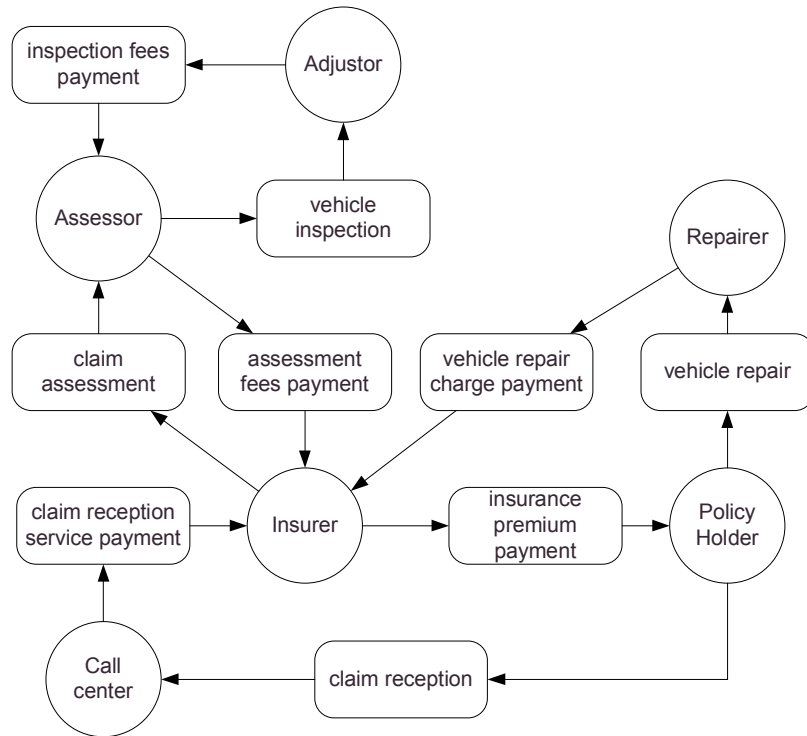 inspection fees
payment
Adjustor
Assessor
vehicle
inspection
Repairer
claim
assessment
assessment
fees payment
vehicle repair
charge payment
vehicle repair
claim reception
service payment
Insurer
insurance
premium
payment
Policy
Holder
Call
center
claim reception